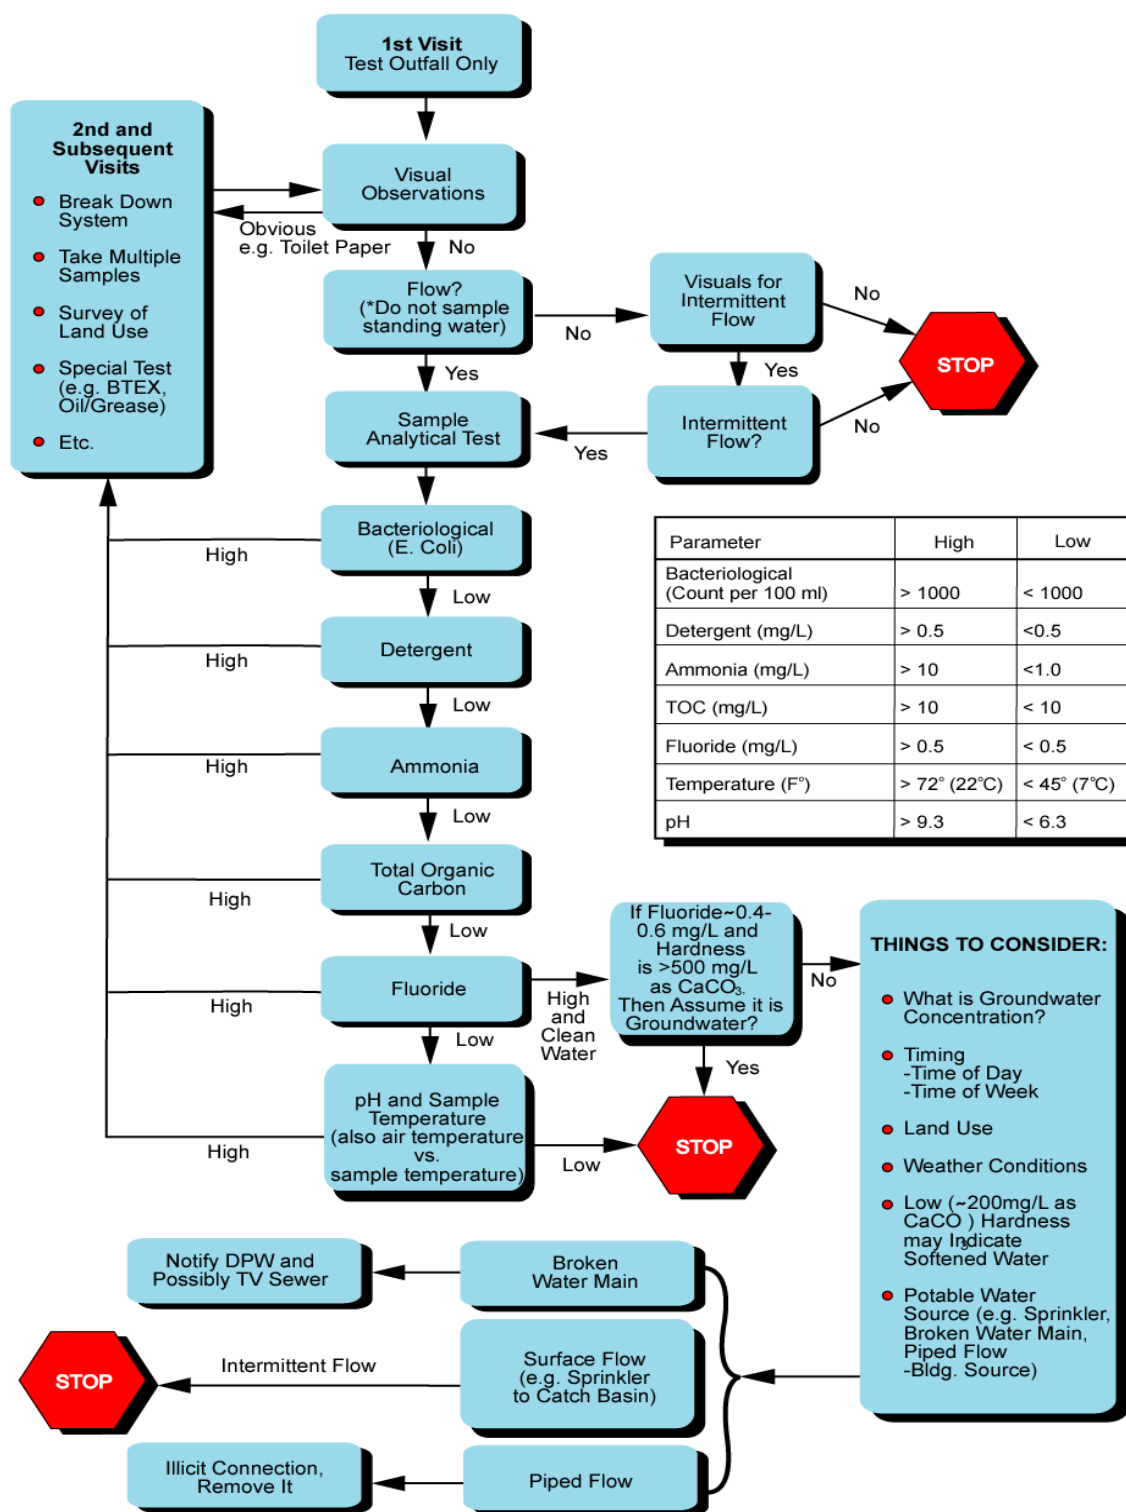 1st Visit
Test Outfall Only
2nd and
Subsequent
Visits
Break Down
System
Take Multiple
Samples
Survey of
Land Use
Special Test
(e.g. BTEX,
Oil/Grease)
Etc.
Visual
Observations
Obvious
e.g. Toilet Paper
No
Flow?
(*Do not sample
standing water)
No
Visuals for
Intermittent
Flow
No
STOP
Yes
Yes
Sample
Analytical Test
Yes
Intermittent
Flow?
No
Bacteriological
(E. Coli)
High
Low
Detergent
High
Low
Ammonia
High
Low
Total Organic
Carbon
High
Low
Fluoride
High
Low
High
and
Clean
Water
pH and Sample
Temperature
(also air temperature
vs.
sample temperature)
High
Low
STOP
Parameter High Low
Bacteriological
(Count per 100 ml) > 1000 < 1000
Detergent (mg/L) > 0.5 <0.5
Ammonia (mg/L) > 10 <1.0
TOC (mg/L) > 10 < 10
Fluoride (mg/L) > 0.5 < 0.5
Temperature (F°) > 72° (22°C) < 45° (7°C)
pH > 9.3 < 6.3
If Fluoride~0.4-
0.6 mg/L and
Hardness
is >500 mg/L
as CaCO3.
Then Assume it is
Groundwater?
No
Yes
THINGS TO CONSIDER:
What is Groundwater
Concentration?
Timing
-Time of Day
-Time of Week
Land Use
Weather Conditions
Low (~200mg/L as
CaCO3) Hardness
may Indicate
Softened Water
Potable Water
Source (e.g. Sprinkler,
Broken Water Main,
Piped Flow
-Bldg. Source)
Notify DPW and
Possibly TV Sewer
Broken
Water Main
STOP
Intermittent Flow
Surface Flow
(e.g. Sprinkler
to Catch Basin)
Illicit Connection,
Remove It
Piped Flow